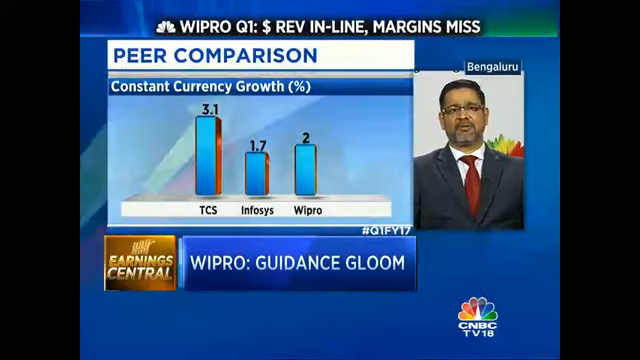 WIPRO Q1: $ REV IN-LINE, MARGINS MISS
PEER COMPARISON
Bengaluru
Constant Currency Growth (%)
3.1
1.7
2
TCS
Infosys
Wipro
#Q1FY17
EARNINGS
CENTRAL
WIPRO: GUIDANCE GLOOM
CNBC
TV18